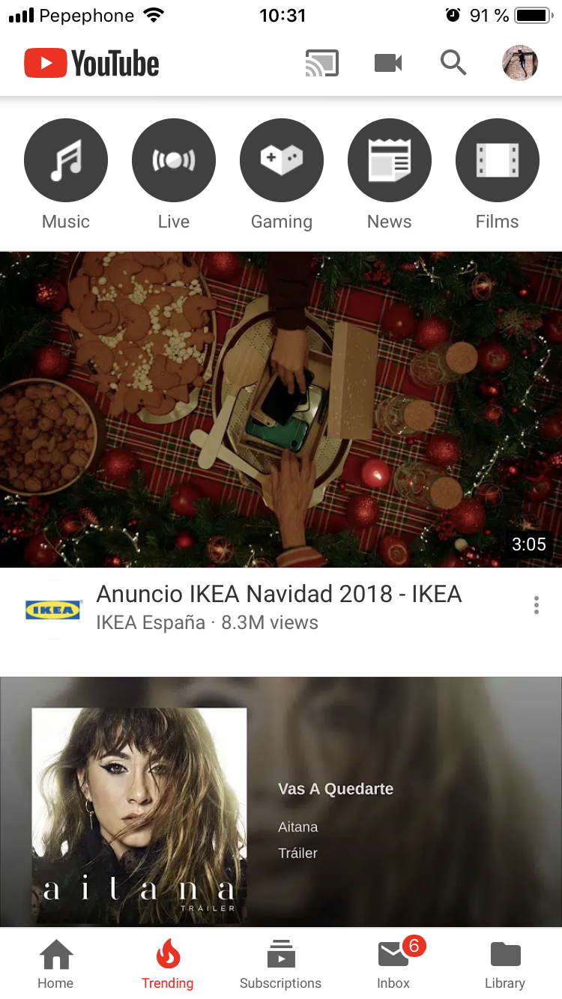 Pepephone 10:31 91 %
YouTube
Music Live Gaming News Films
3:05
Anuncio IKEA Navidad 2018 - IKEA
IKEA
IKEA España · 8.3M views
Vas A Quedarte
Aitana
Tráiler
aitana
TRÁILER
6
Home Trending Subscriptions Inbox Library